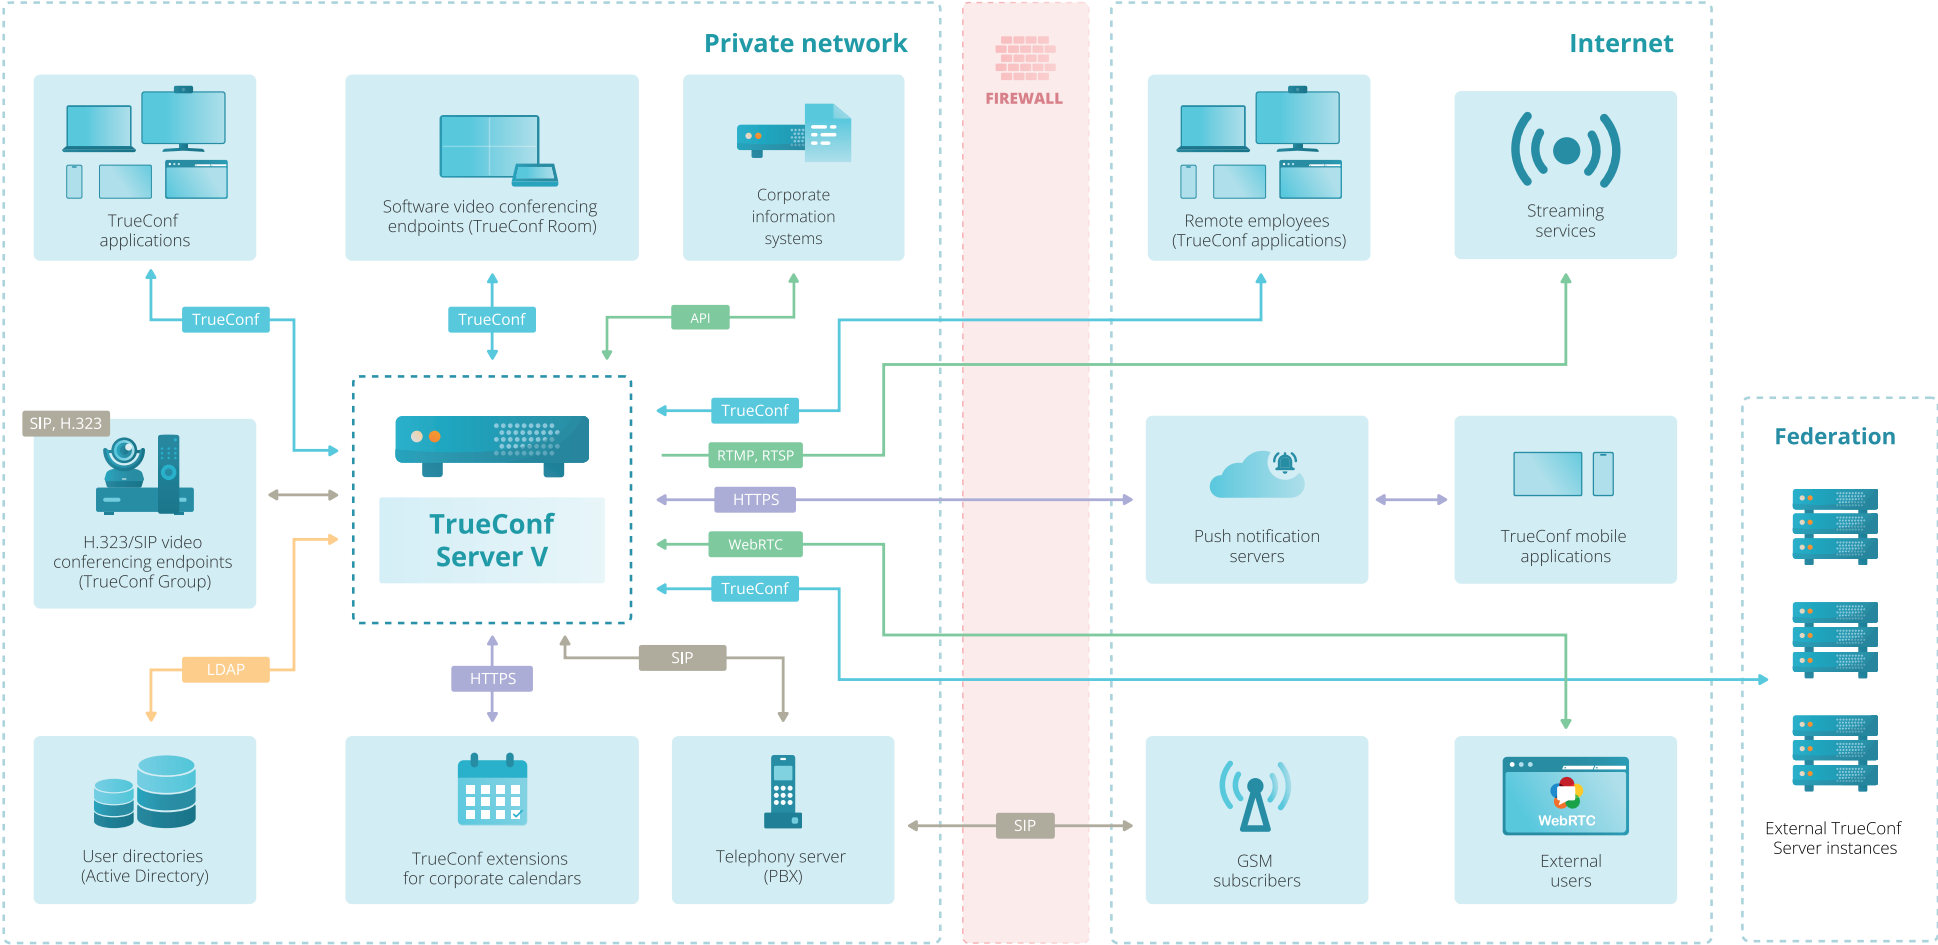 Private network
FIREWALL
Internet
TrueConf
applications
Software video conferencing
endpoints (TrueConf Room)
Corporate
information
systems
Remote employees
(TrueConf applications)
Streaming
services
TrueConf
TrueConf
API
TrueConf
RTMP, RTSP
HTTPS
WebRTC
TrueConf
SIP, H.323
H.323/SIP video
conferencing endpoints
(TrueConf Group)
TrueConf
Server V
Push notification
servers
TrueConf mobile
applications
Federation
LDAP
HTTPS
SIP
User directories
(Active Directory)
TrueConf extensions
for corporate calendars
Telephony server
(PBX)
SIP
GSM
subscribers
WebRTC
External
users
External TrueConf
Server instances